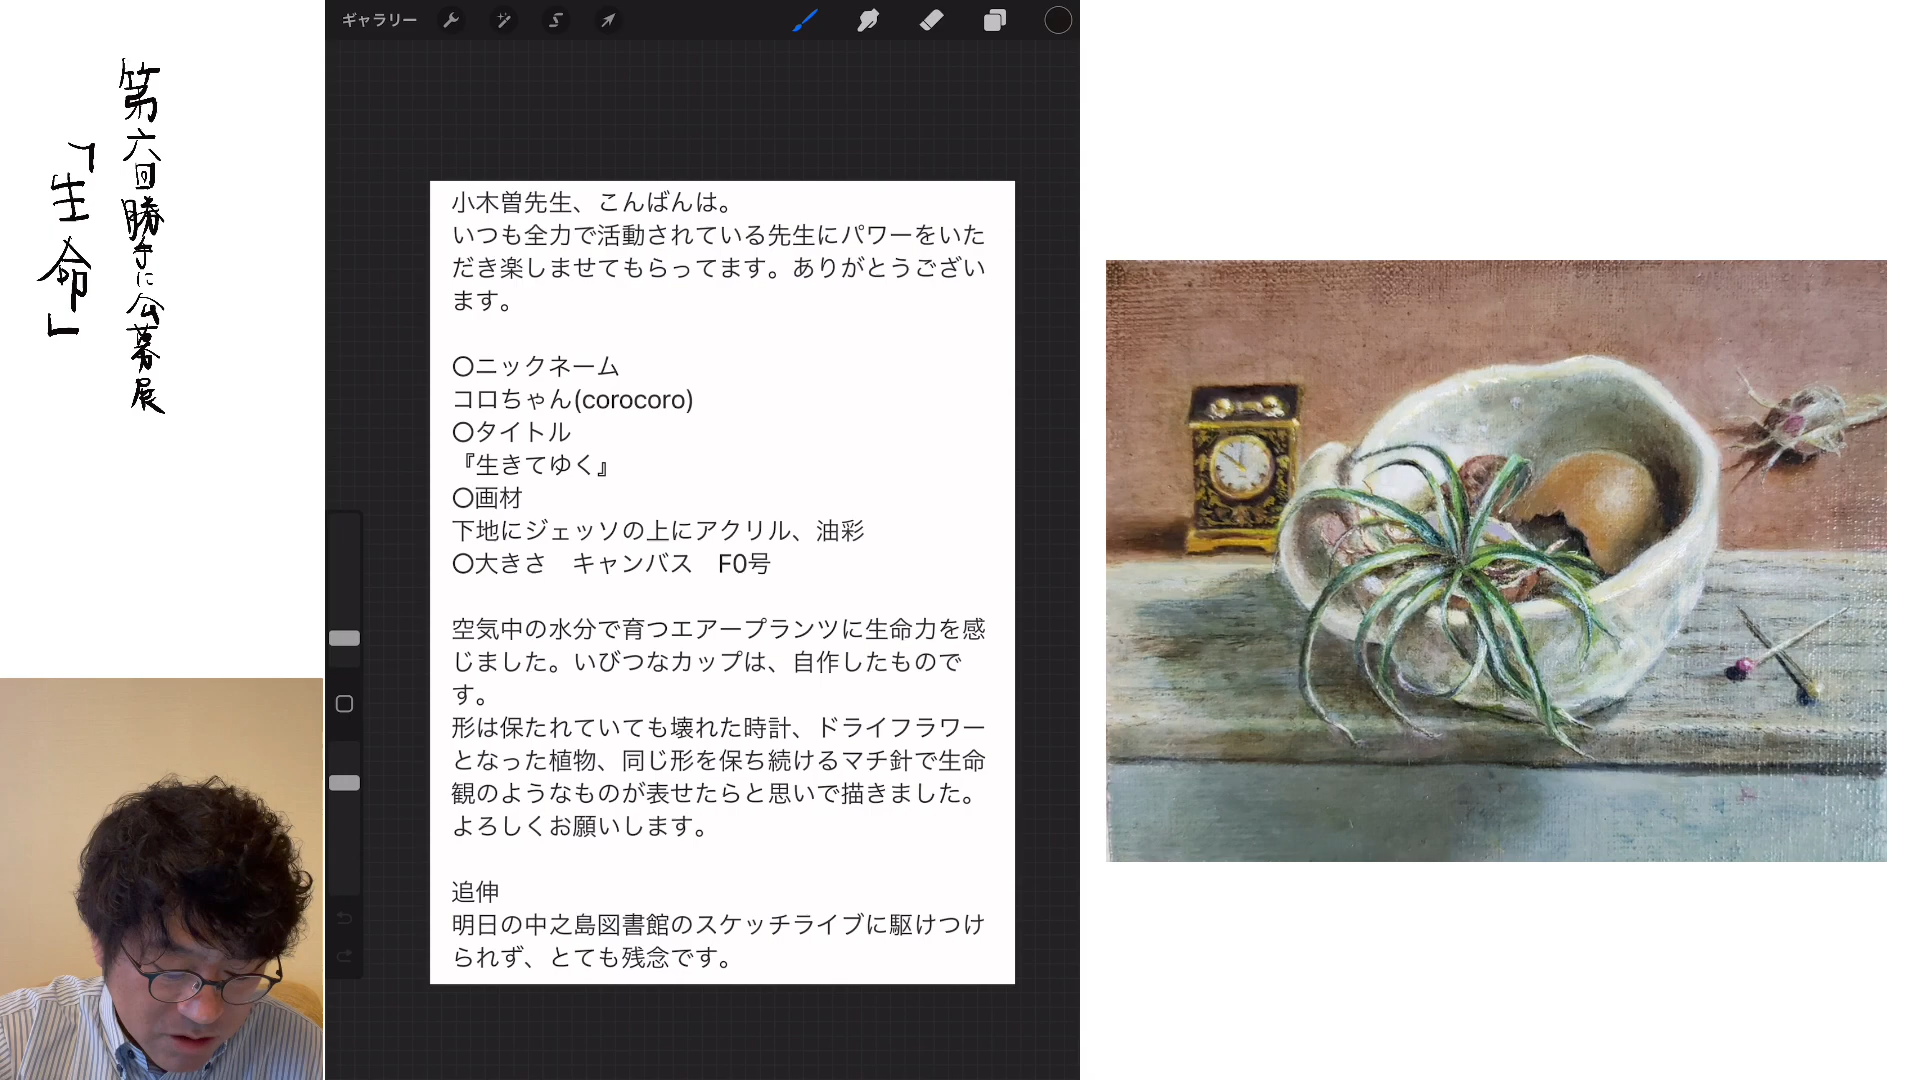 第六回勝手に公募展
「生命」
ギャラリー
小木曽先生、こんばんは。
いつも全力で活動されている先生にパワーをいた
だき楽しませてもらってます。ありがとうござい
ます。
〇ニックネーム
コロちゃん(corocoro)
〇タイトル
『生きてゆく』
〇画材
下地にジェッソの上にアクリル、油彩
〇大きさ　キャンバス　F0号
空気中の水分で育つエアープランツに生命力を感
じました。いびつなカップは、自作したもので
す。
形は保たれていても壊れた時計、ドライフラワー
となった植物、同じ形を保ち続けるマチ針で生命
観のようなものが表せたらと思いで描きました。
よろしくお願いします。
追伸
明日の中之島図書館のスケッチライブに駆けつけ
られず、とても残念です。